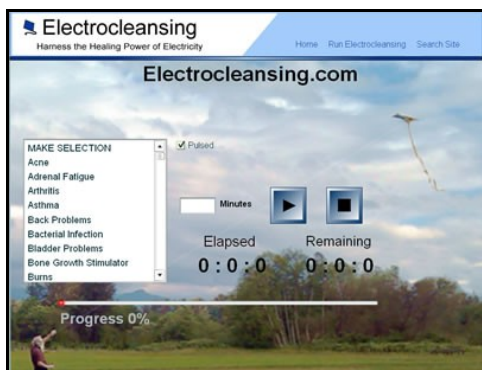 Electrocleansing
Harness the Healing Power of Electricity
Home Run Electrocleansing Search Site
Electrocleansing.com
MAKE SELECTION
Acne
Adrenal Fatigue
Arthritis
Asthma
Back Problems
Bacterial Infection
Bladder Problems
Bone Growth Stimulator
Burns
Pulsed
Minutes
Elapsed Remaining
0 : 0 : 0 0 : 0 : 0
Progress 0%